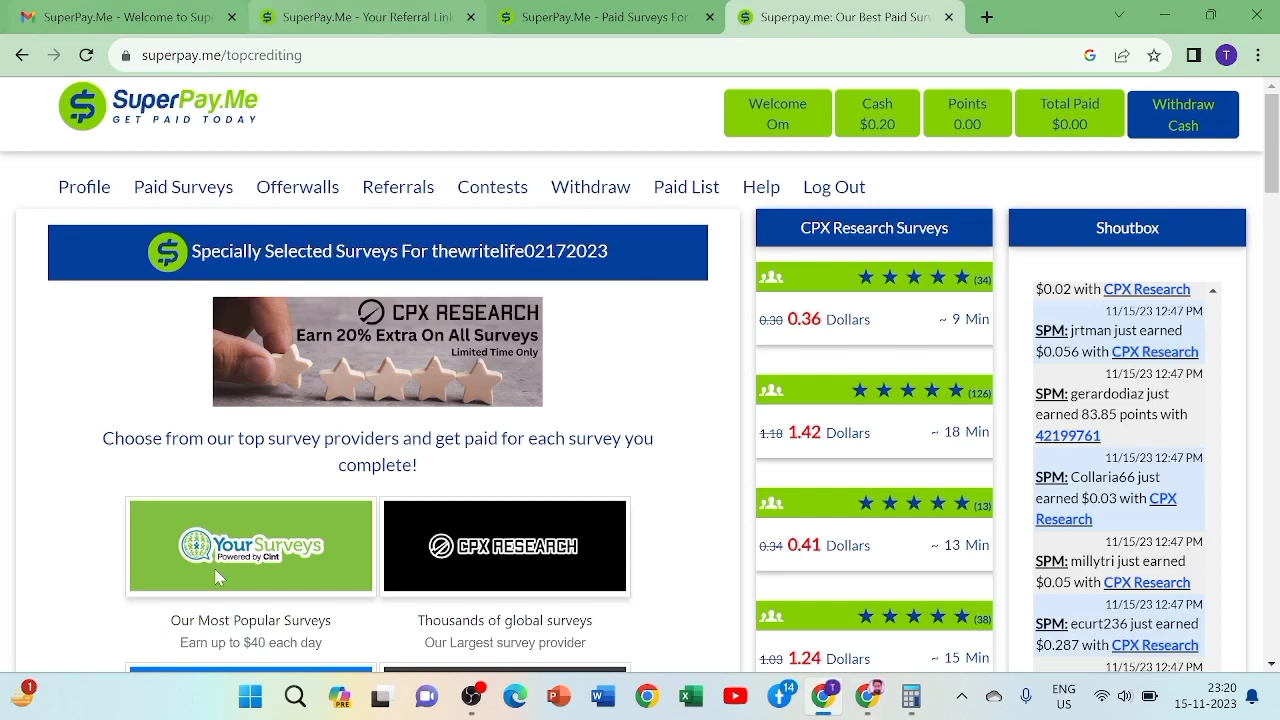 M Welcome to Supe
SuperPay.Me - Your Referral Link
SuperPay.Me - Paid Surveys For
Superpay.me: Our Best Paid Surv
superpay.me/topcrediting
T
SuperPay.Me
GET PAID TODAY
Welcome
Om
Cash
$0.20
Points
0.00
Total Paid
$0.00
Withdraw
Cash
Profile
Paid Surveys
Offerwalls
Referrals
Contests
Withdraw
Paid List
Help
Log Out
Specially Selected Surveys For thewritelife02172023
CPX RESEARCH
Earn 20% Extra On All Surveys
Limited Time Only
Choose from our top survey providers and get paid for each survey you
complete!
YourSurveys
Powered by Cint
CPX RESEARCH
Our Most Popular Surveys
Earn up to $40 each day
Thousands of global surveys
Our Largest survey provider
CPX Research Surveys
(34)
0.30 0.36 Dollars ~ 9 Min
(126)
1.18 1.42 Dollars ~ 18 Min
(13)
0.34 0.41 Dollars ~ 13 Min
(38)
1.03 1.24 Dollars ~ 15 Min
Shoutbox
$0.02 with CPX Research
11/15/23 12:47 PM
SPM: jrtman just earned
$0.056 with CPX Research
11/15/23 12:47 PM
SPM: gerardodiaz just
earned 83.85 points with
42199761
11/15/23 12:47 PM
SPM: Collaria66 just
earned $0.03 with CPX
Research
11/15/23 12:47 PM
SPM: millytri just earned
$0.05 with CPX Research
11/15/23 12:47 PM
SPM: ecurt236 just earned
$0.287 with CPX Research
11/15/23 12:47 PM
1
PRE
14
T
ENG
US
23:20
15-11-2023